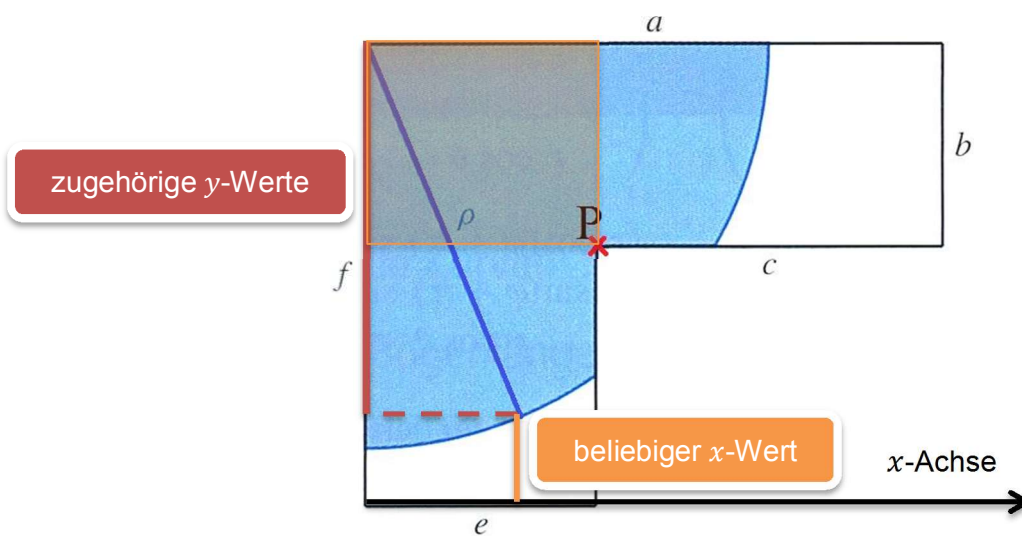 a
b
zugehörige y-Werte
P
ρ
f
c
beliebiger x-Wert
x-Achse
e